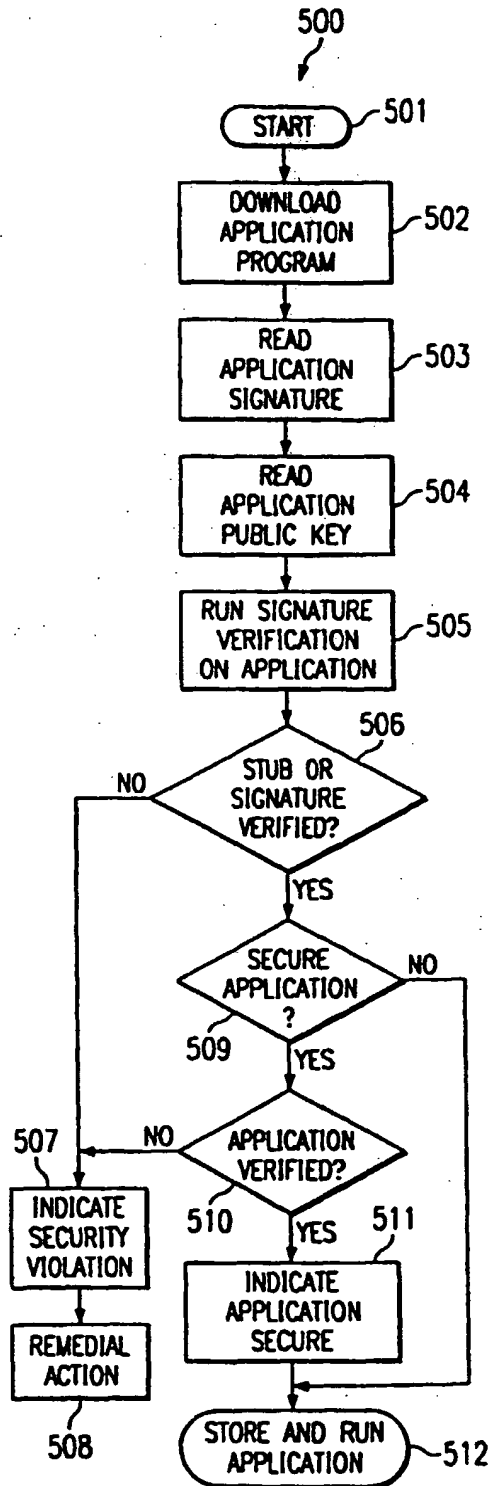 500
START
501
DOWNLOAD
APPLICATION
PROGRAM
502
READ
APPLICATION
SIGNATURE
503
READ
APPLICATION
PUBLIC KEY
504
RUN SIGNATURE
VERIFICATION
ON APPLICATION
505
506
STUB OR
SIGNATURE
VERIFIED?
NO
YES
SECURE
APPLICATION
?
509
NO
YES
APPLICATION
VERIFIED?
510
NO
YES
507
INDICATE
SECURITY
VIOLATION
511
INDICATE
APPLICATION
SECURE
REMEDIAL
ACTION
508
STORE AND RUN
APPLICATION
512